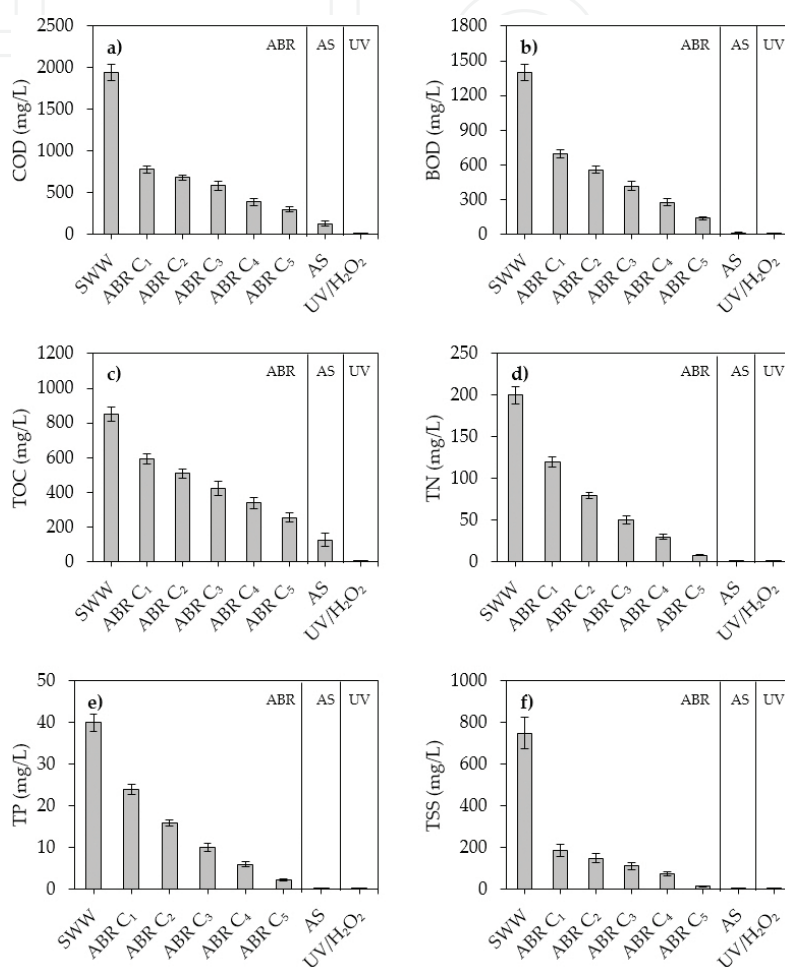 a) ABR AS UV
COD (mg/L)
2500
2000
1500
1000
500
0
SWW
ABR C₁
ABR C₂
ABR C₃
ABR C₄
ABR C₅
AS
UV/H₂O₂
b) ABR AS UV
BOD (mg/L)
1800
1500
1200
900
600
300
0
SWW
ABR C₁
ABR C₂
ABR C₃
ABR C₄
ABR C₅
AS
UV/H₂O₂
c) ABR AS UV
TOC (mg/L)
1200
1000
800
600
400
200
0
SWW
ABR C₁
ABR C₂
ABR C₃
ABR C₄
ABR C₅
AS
UV/H₂O₂
d) ABR AS UV
TN (mg/L)
250
200
150
100
50
0
SWW
ABR C₁
ABR C₂
ABR C₃
ABR C₄
ABR C₅
AS
UV/H₂O₂
e) ABR AS UV
TP (mg/L)
50
40
30
20
10
0
SWW
ABR C₁
ABR C₂
ABR C₃
ABR C₄
ABR C₅
AS
UV/H₂O₂
f) ABR AS UV
TSS (mg/L)
1000
800
600
400
200
0
SWW
ABR C₁
ABR C₂
ABR C₃
ABR C₄
ABR C₅
AS
UV/H₂O₂